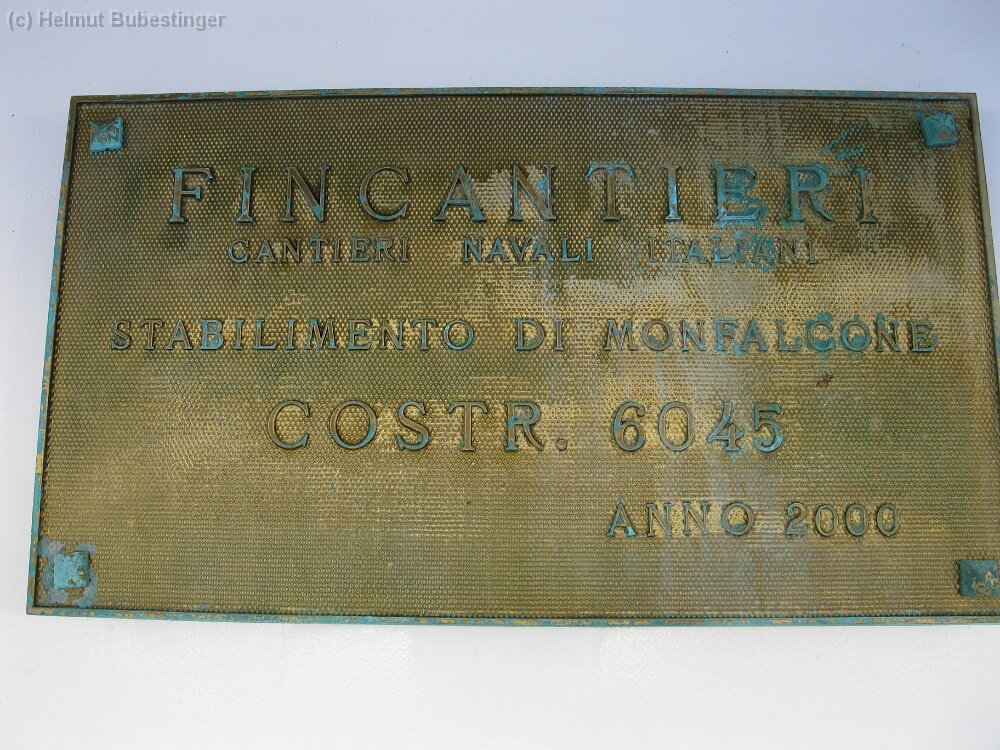 (c) Helmut Bubestinger
FINCANTIERI
CANTIERI NAVALI ITALIANI
STABILIMENTO DI MONFALCONE
COSTR. 6045
ANNO 2000